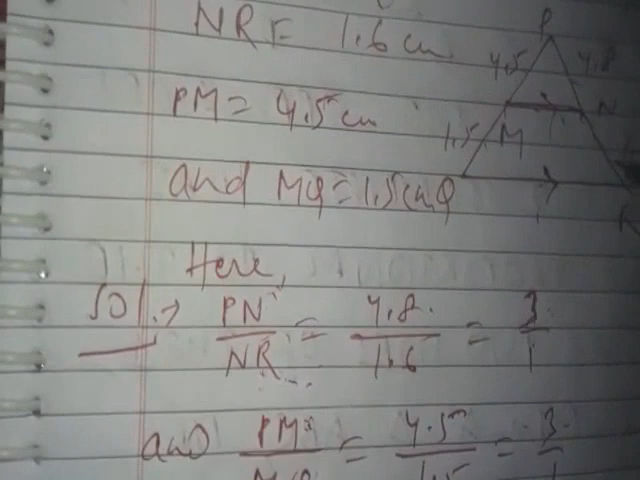 NR = 1.6 cm
P
4.5 4.8
PM = 4.5 cm
N
1.5 M
and MQ = 1.5 cm Q
R
Here,
Sol. → PN/NR = 4.8/1.6 = 3/1
and PM/MQ = 4.5/1.5 = 3/1